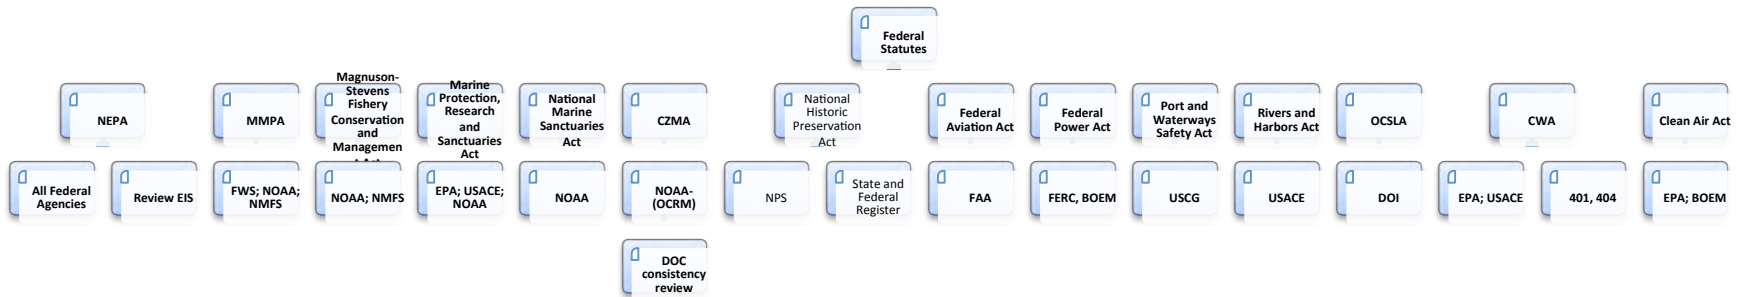 Federal
Statutes
NEPA
MMPA
Magnuson-
Stevens
Fishery
Conservation
and
Managemen
t Act
Marine
Protection,
Research
and
Sanctuaries
Act
National
Marine
Sanctuaries
Act
CZMA
National
Historic
Preservation
Act
Federal
Aviation Act
Federal
Power Act
Port and
Waterways
Safety Act
Rivers and
Harbors Act
OCSLA
CWA
Clean Air Act
All Federal
Agencies
Review EIS
FWS; NOAA;
NMFS
NOAA; NMFS
EPA; USACE;
NOAA
NOAA
NOAA-
(OCRM)
NPS
State and
Federal
Register
FAA
FERC, BOEM
USCG
USACE
DOI
EPA; USACE
401, 404
EPA; BOEM
DOC
consistency
review